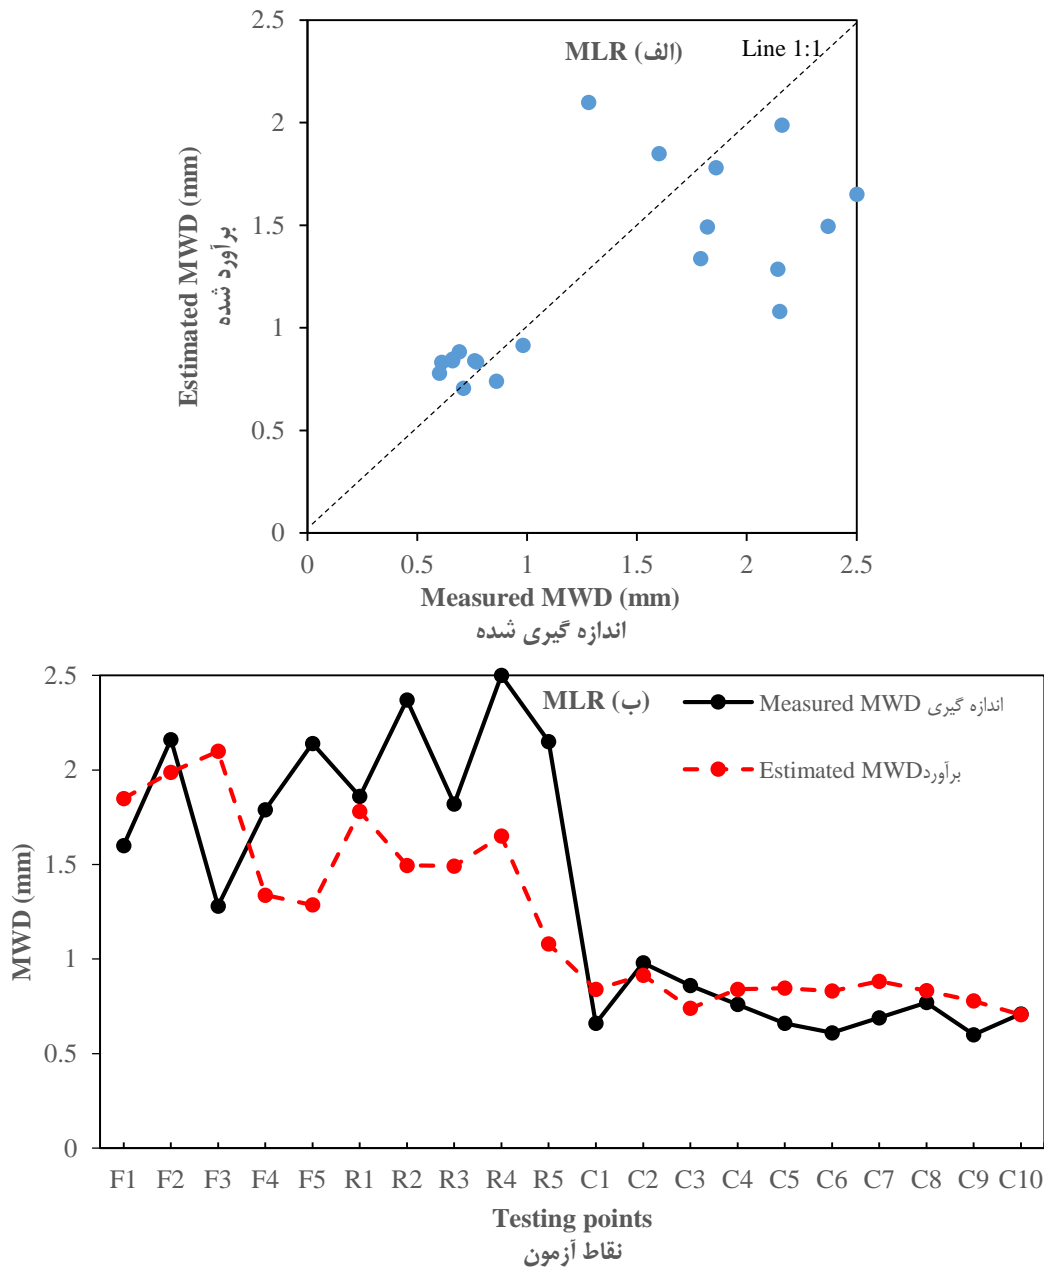 2.5
MLR (الف)
Line 1:1
2
1.5
1
0.5
0
Estimated MWD (mm)
برآورد شده
0 0.5 1 1.5 2 2.5
Measured MWD (mm)
اندازه گیری شده
2.5
MLR (ب)
Measured MWD اندازه گیری
Estimated MWDبرآورد
2
1.5
1
0.5
0
MWD (mm)
F1 F2 F3 F4 F5 R1 R2 R3 R4 R5 C1 C2 C3 C4 C5 C6 C7 C8 C9 C10
Testing points
نقاط آزمون